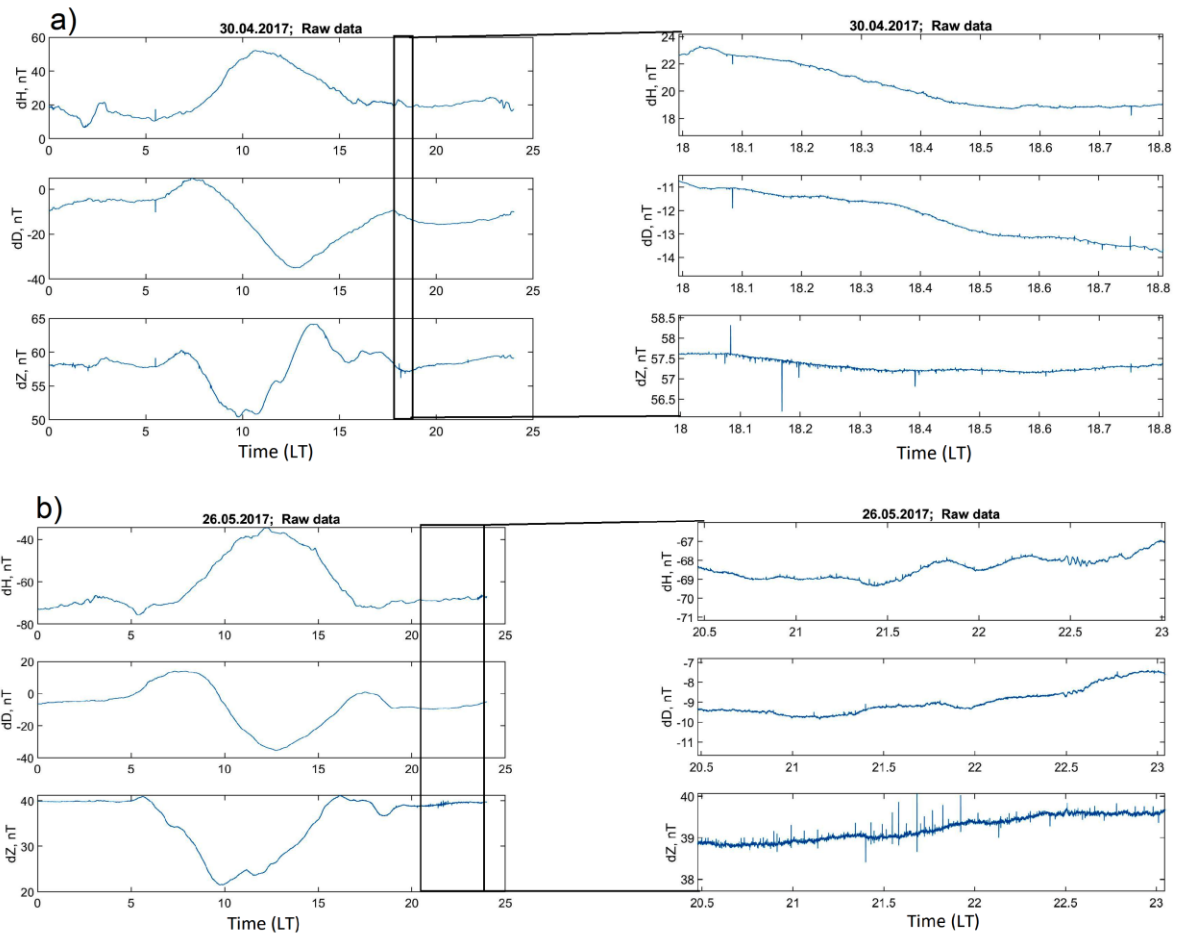 a)
30.04.2017; Raw data
dH, nT
60
40
20
0
0 5 10 15 20 25
dD, nT
0
-20
-40
0 5 10 15 20 25
dZ, nT
65
60
55
50
0 5 10 15 20 25
Time (LT)
30.04.2017; Raw data
dH, nT
24
22
20
18
18 18.1 18.2 18.3 18.4 18.5 18.6 18.7 18.8
dD, nT
-11
-12
-13
-14
18 18.1 18.2 18.3 18.4 18.5 18.6 18.7 18.8
dZ, nT
58.5
58
57.5
57
56.5
18 18.1 18.2 18.3 18.4 18.5 18.6 18.7 18.8
Time (LT)
b)
26.05.2017; Raw data
dH, nT
-40
-60
-80
0 5 10 15 20 25
dD, nT
20
0
-20
-40
0 5 10 15 20 25
dZ, nT
40
30
20
0 5 10 15 20 25
Time (LT)
26.05.2017; Raw data
dH, nT
-67
-68
-69
-70
-71
20.5 21 21.5 22 22.5 23
dD, nT
-7
-8
-9
-10
-11
20.5 21 21.5 22 22.5 23
dZ, nT
40
39
38
20.5 21 21.5 22 22.5 23
Time (LT)